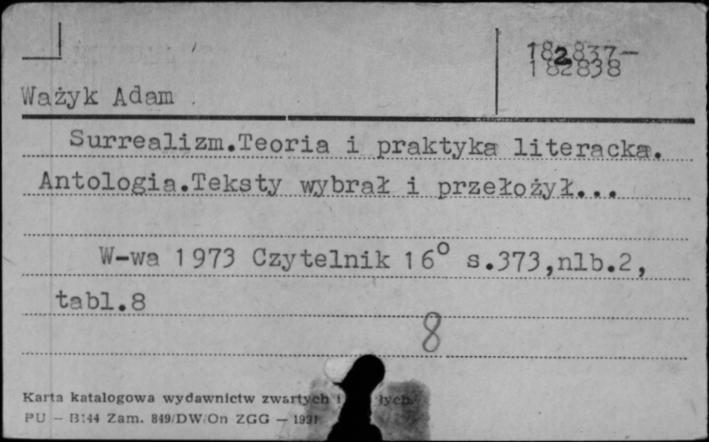 182837-
182838
Ważyk Adam
Surrealizm.Teoria i praktyka literacka.
Antologia.Teksty wybrał i przełożył...
W-wa 1973 Czytelnik 16° s.373,nlb.2,
tabl.8
8
Karta katalogowa wydawnictw zwartych i
PU - B144 Zam. 849/DW/On ZGG —